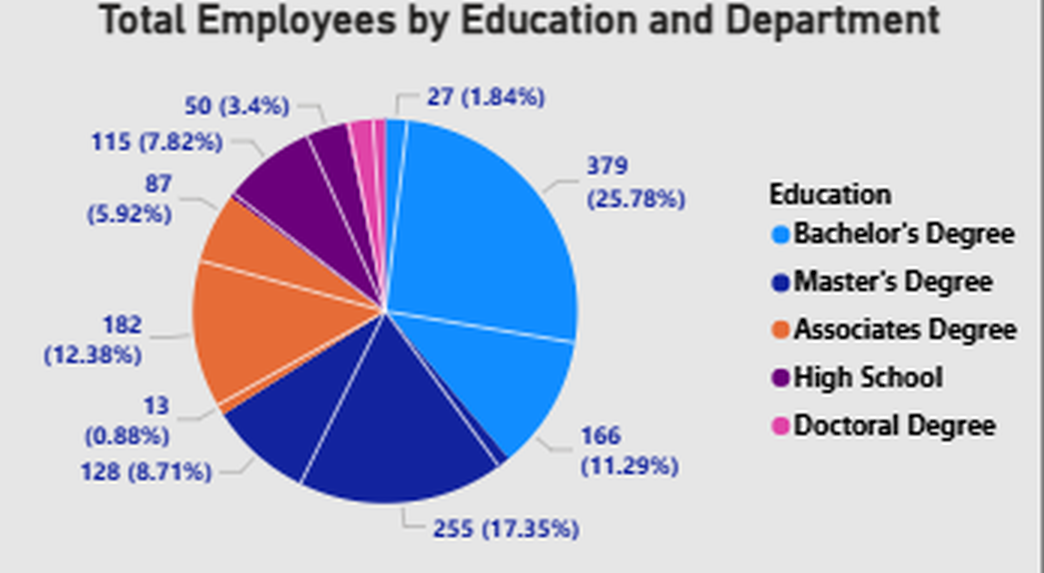 Total Employees by Education and Department
27 (1.84%)
379
(25.78%)
166
(11.29%)
255 (17.35%)
128 (8.71%)
13
(0.88%)
182
(12.38%)
87
(5.92%)
115 (7.82%)
50 (3.4%)
Education
Bachelor's Degree
Master's Degree
Associates Degree
High School
Doctoral Degree